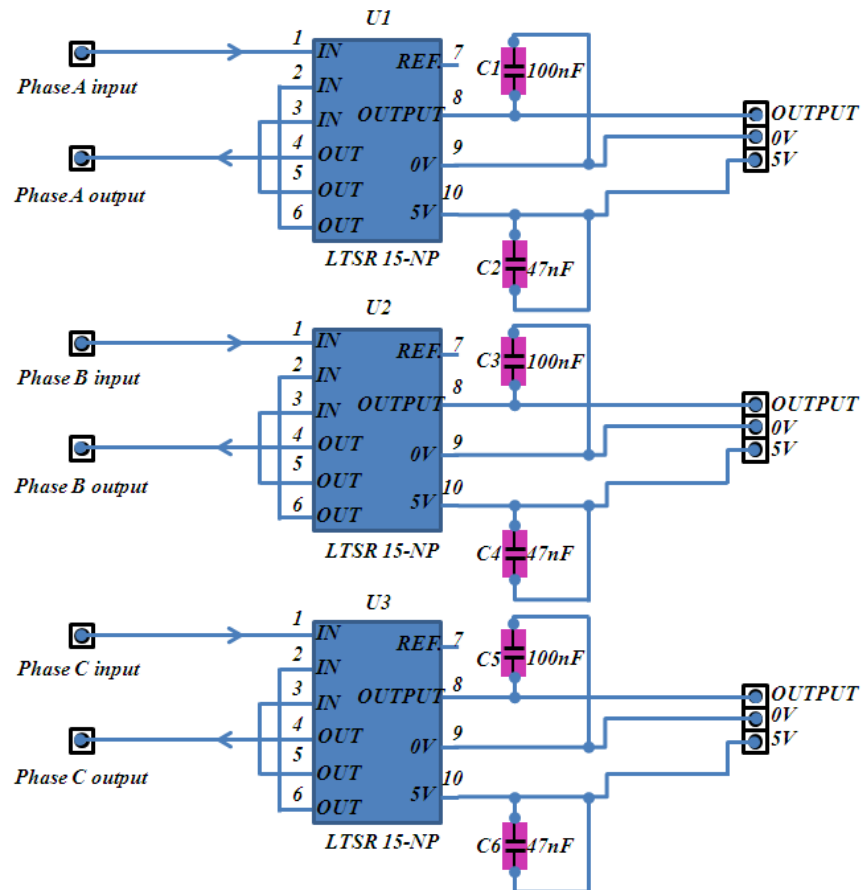 U1
1 IN
2 IN
3 IN
4 OUT
5 OUT
6 OUT
REF. 7
OUTPUT 8
0V 9
5V 10
LTSR 15-NP
Phase A input
Phase A output
C1 100nF
C2 47nF
OUTPUT
0V
5V
U2
1 IN
2 IN
3 IN
4 OUT
5 OUT
6 OUT
REF. 7
OUTPUT 8
0V 9
5V 10
LTSR 15-NP
Phase B input
Phase B output
C3 100nF
C4 47nF
OUTPUT
0V
5V
U3
1 IN
2 IN
3 IN
4 OUT
5 OUT
6 OUT
REF. 7
OUTPUT 8
0V 9
5V 10
LTSR 15-NP
Phase C input
Phase C output
C5 100nF
C6 47nF
OUTPUT
0V
5V